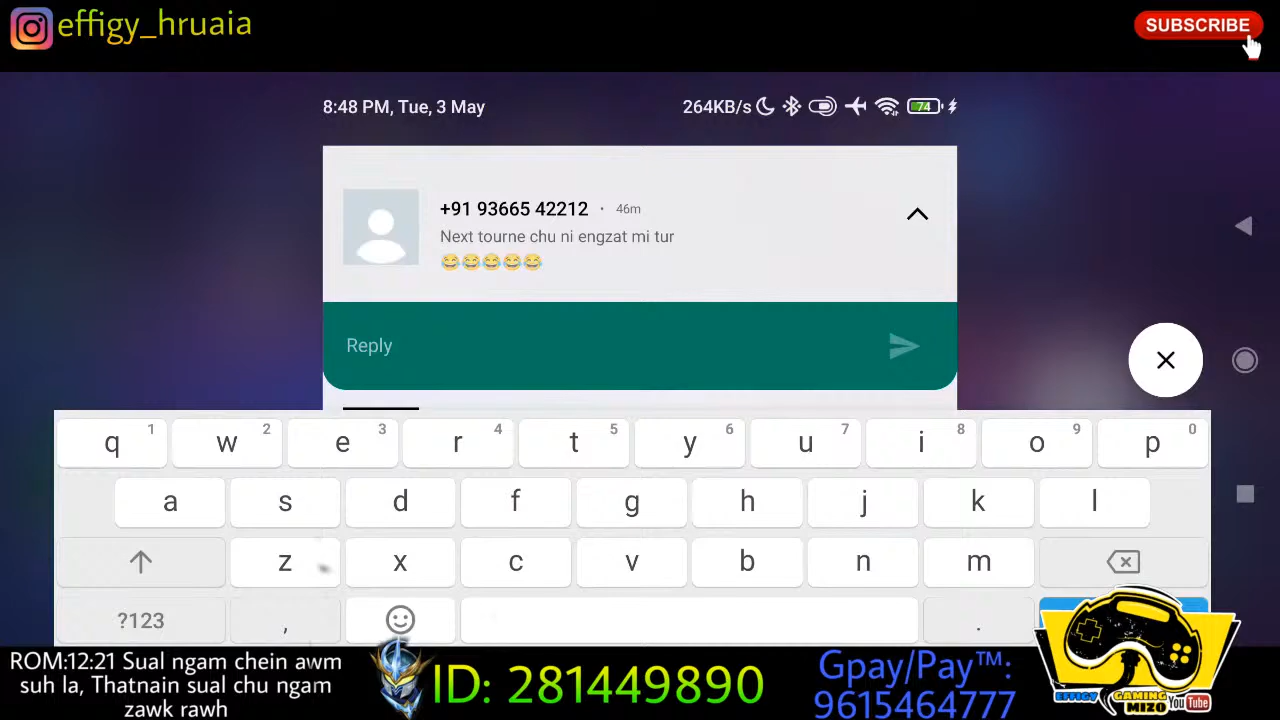 effigy_hruaia
SUBSCRIBE
8:48 PM, Tue, 3 May
264KB/s
74
+91 93665 42212 • 46m
Next tourne chu ni engzat mi tur
😂😂😂😂😂
Reply
q 1 w 2 e 3 r 4 t 5 y 6 u 7 i 8 o 9 p 0
a s d f g h j k l
z x c v b n m
?123 , .
ROM:12:21 Sual ngam chein awm
suh la, Thatnain sual chu ngam
zawk rawh
ID: 281449890
Gpay/Pay™:
9615464777
EFFIGY GAMING
MIZO YouTube